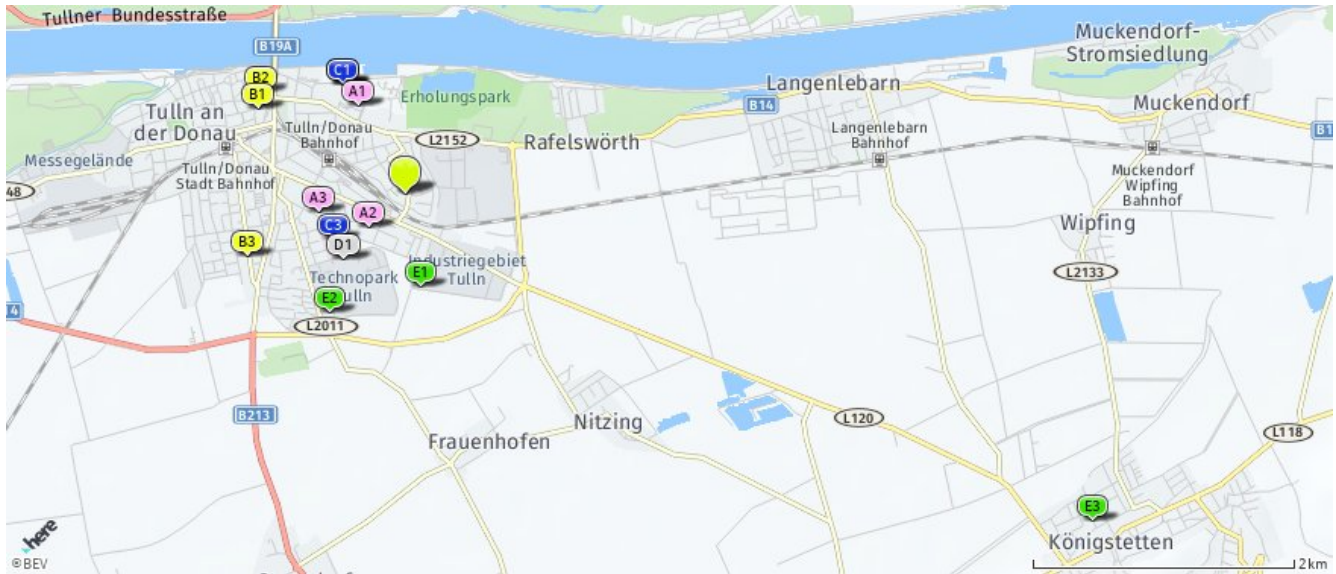 Tullner Bundesstraße
B19A
Muckendorf-
Stromsiedlung
B2
C1
B1
A1
Erholungspark
Langenlebarn
B14
Muckendorf
Tulln an
der Donau
Tulln/Donau
Bahnhof
L2152
Rafelswörth
Langenlebarn
Bahnhof
B1
Messegelände
Tulln/Donau
Stadt Bahnhof
Muckendorf
Wipfing
Bahnhof
48
A3
A2
C3
Wipfing
B3
D1
Industriegebiet
Tulln
E1
Technopark
Tulln
L2133
E2
4
L2011
B213
Nitzing
L120
Frauenhofen
L118
E3
Königstetten
here
©BEV
2km